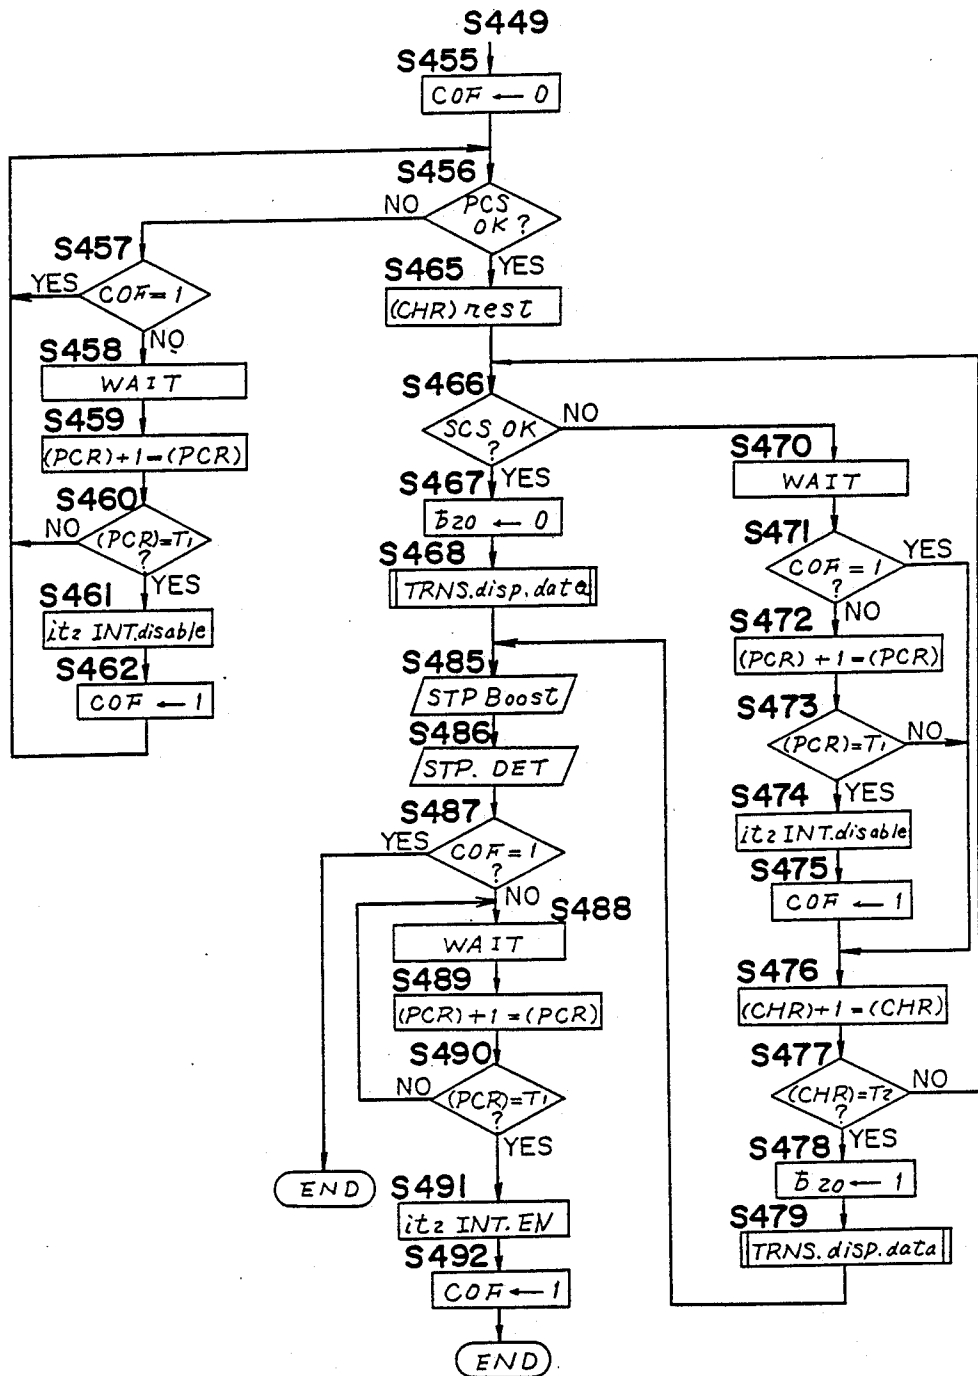 S449
S455
COF ← 0
S456
PCS
OK ?
NO
YES
S457
COF = 1
YES
NO
S458
WAIT
S459
(PCR)+1=(PCR)
S460
(PCR)=T1
?
NO
YES
S461
it2 INT.disable
S462
COF ← 1
S465
(CHR) rest
S466
SCS OK
?
NO
YES
S467
b20 ← 0
S468
TRNS.disp.data
S485
STP Boost
S486
STP. DET
S487
COF = 1
?
YES
NO
S488
WAIT
S489
(PCR)+1=(PCR)
S490
(PCR)=T1
?
NO
YES
END
S491
it2 INT. EN
S492
COF ← 1
END
S470
WAIT
S471
COF = 1
?
YES
NO
S472
(PCR)+1=(PCR)
S473
(PCR)=T1
NO
YES
S474
it2 INT.disable
S475
COF ← 1
S476
(CHR)+1=(CHR)
S477
(CHR)=T2
?
NO
YES
S478
b20 ← 1
S479
TRNS.disp.data